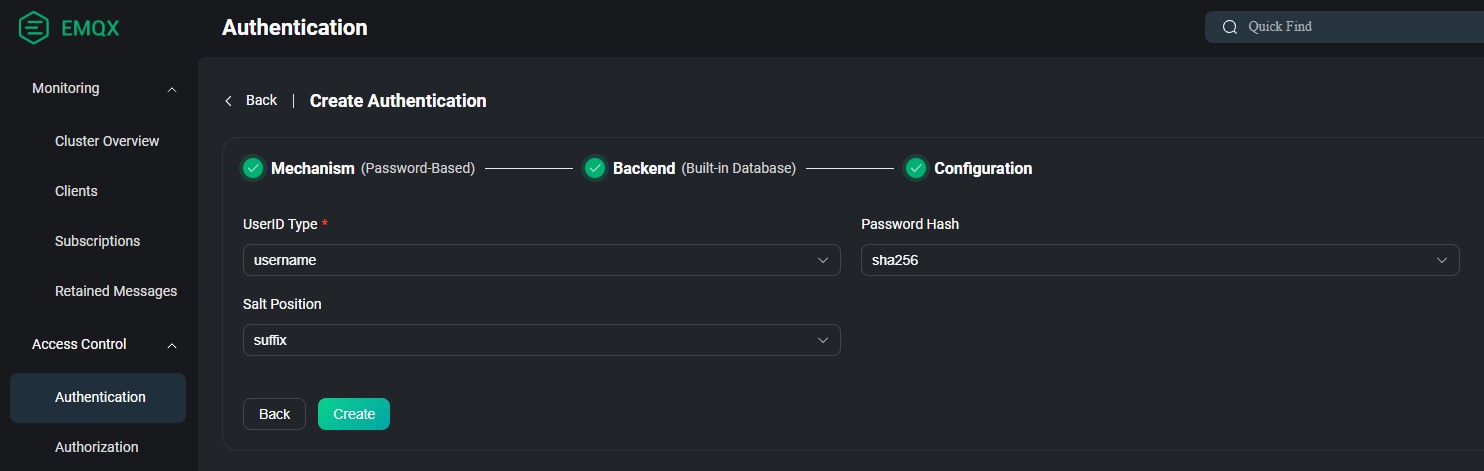 EMQX
Authentication
Quick Find
Monitoring
Cluster Overview
Clients
Subscriptions
Retained Messages
Access Control
Authentication
Authorization
Back | Create Authentication
Mechanism (Password-Based) Backend (Built-in Database) Configuration
UserID Type * Password Hash
username sha256
Salt Position
suffix
Back Create